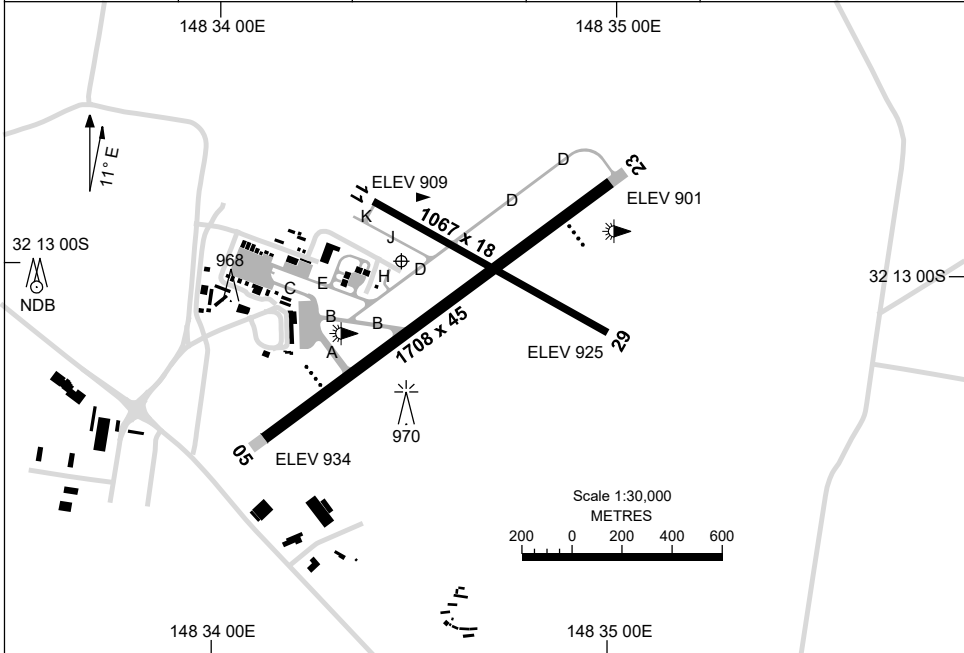 148 34 00E
148 35 00E
11° E
23
D
ELEV 909
11
D
ELEV 901
K
1067 x 18
J
32 13 00S
968
D
H
E
C
32 13 00S
NDB
B
B
1708 x 45
A
29
ELEV 925
970
05
ELEV 934
Scale 1:30,000
METRES
200 0 200 400 600
148 34 00E
148 35 00E